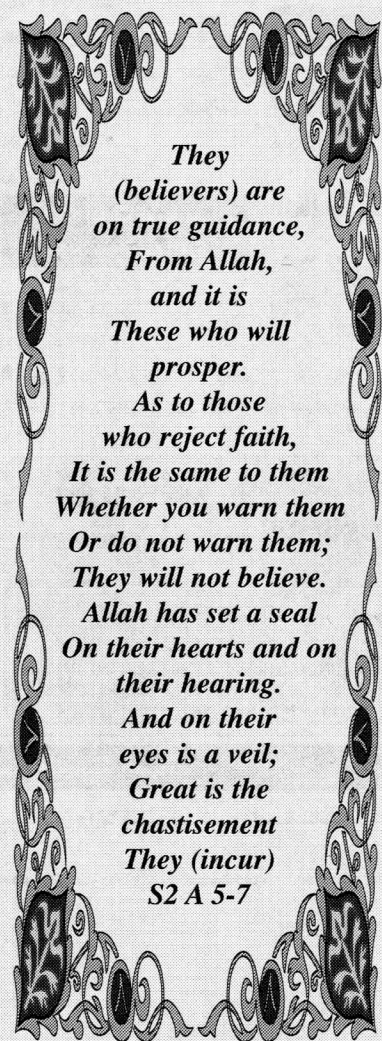 They
(believers) are
on true guidance,
From Allah,
and it is
These who will
prosper.
As to those
who reject faith,
It is the same to them
Whether you warn them
Or do not warn them;
They will not believe.
Allah has set a seal
On their hearts and on
their hearing.
And on their
eyes is a veil;
Great is the
chastisement
They (incur)
S2 A 5-7